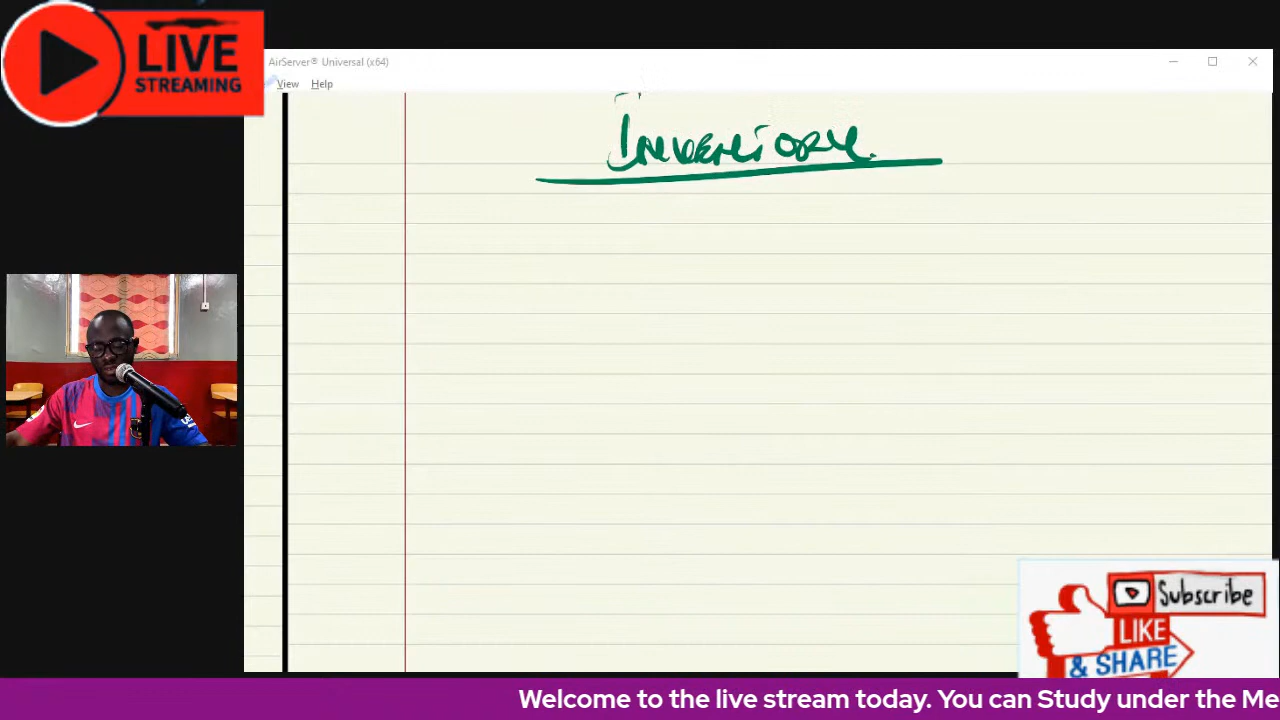 LIVE
STREAMING
AirServer® Universal (x64)
View Help
INVENTORY.
Subscribe
LIKE
& SHARE
Welcome to the live stream today. You can Study under the Me